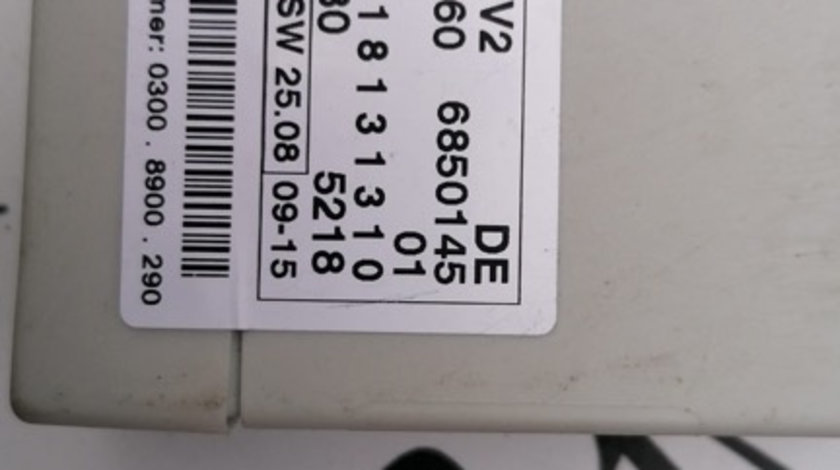 V2 DE
60 6850145
01
1 8 1 3 1 3 1 0
30 5218
SW 25.08 09-15
mer: 0300 . 8900 . 290